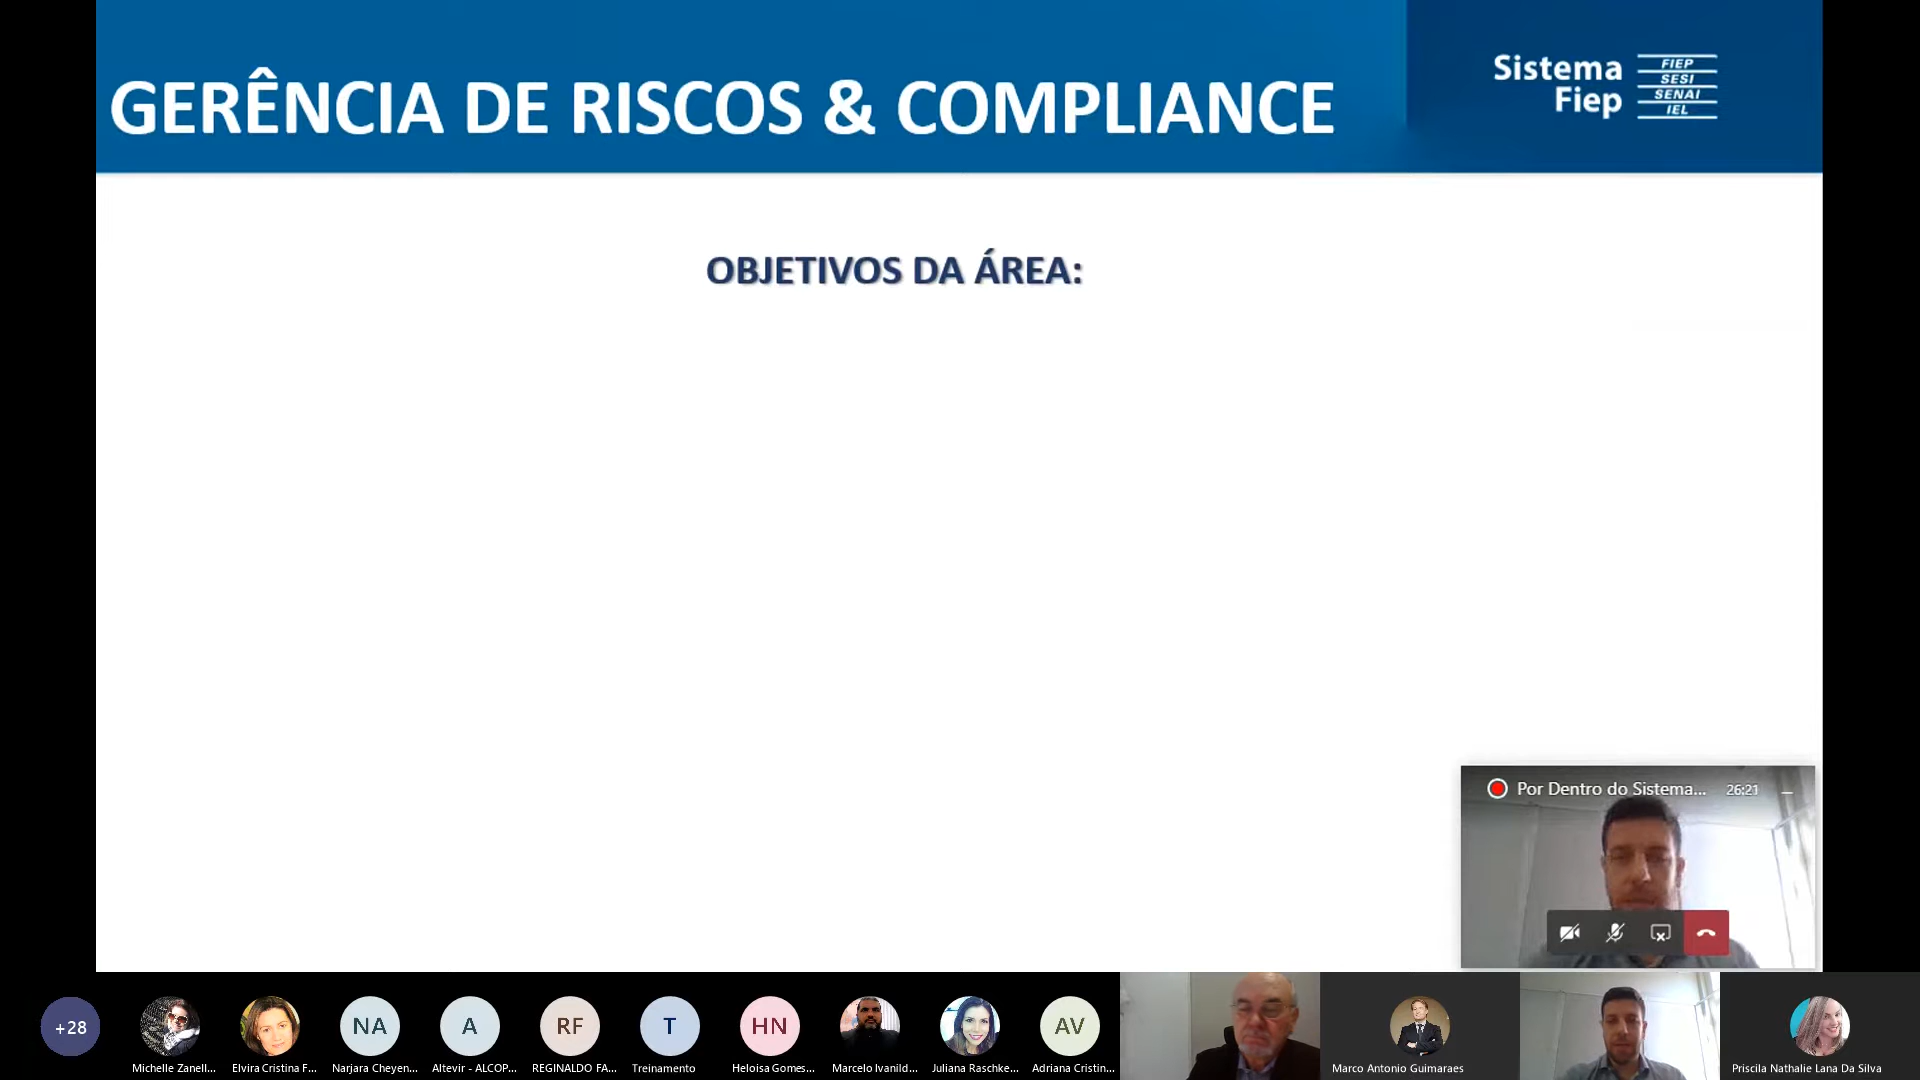 GERÊNCIA DE RISCOS & COMPLIANCE
Sistema
Fiep
FIEP
SESI
SENAI
IEL
OBJETIVOS DA ÁREA:
Por Dentro do Sistema... 26:21
+28
NA
A
RF
T
HN
AV
Michelle Zanell...
Elvira Cristina F...
Narjara Cheyen...
Altevir - ALCOP...
REGINALDO FA...
Treinamento
Heloisa Gomes...
Marcelo Ivanild...
Juliana Raschke...
Adriana Cristin...
Marco Antonio Guimaraes
Priscila Nathalie Lana Da Silva